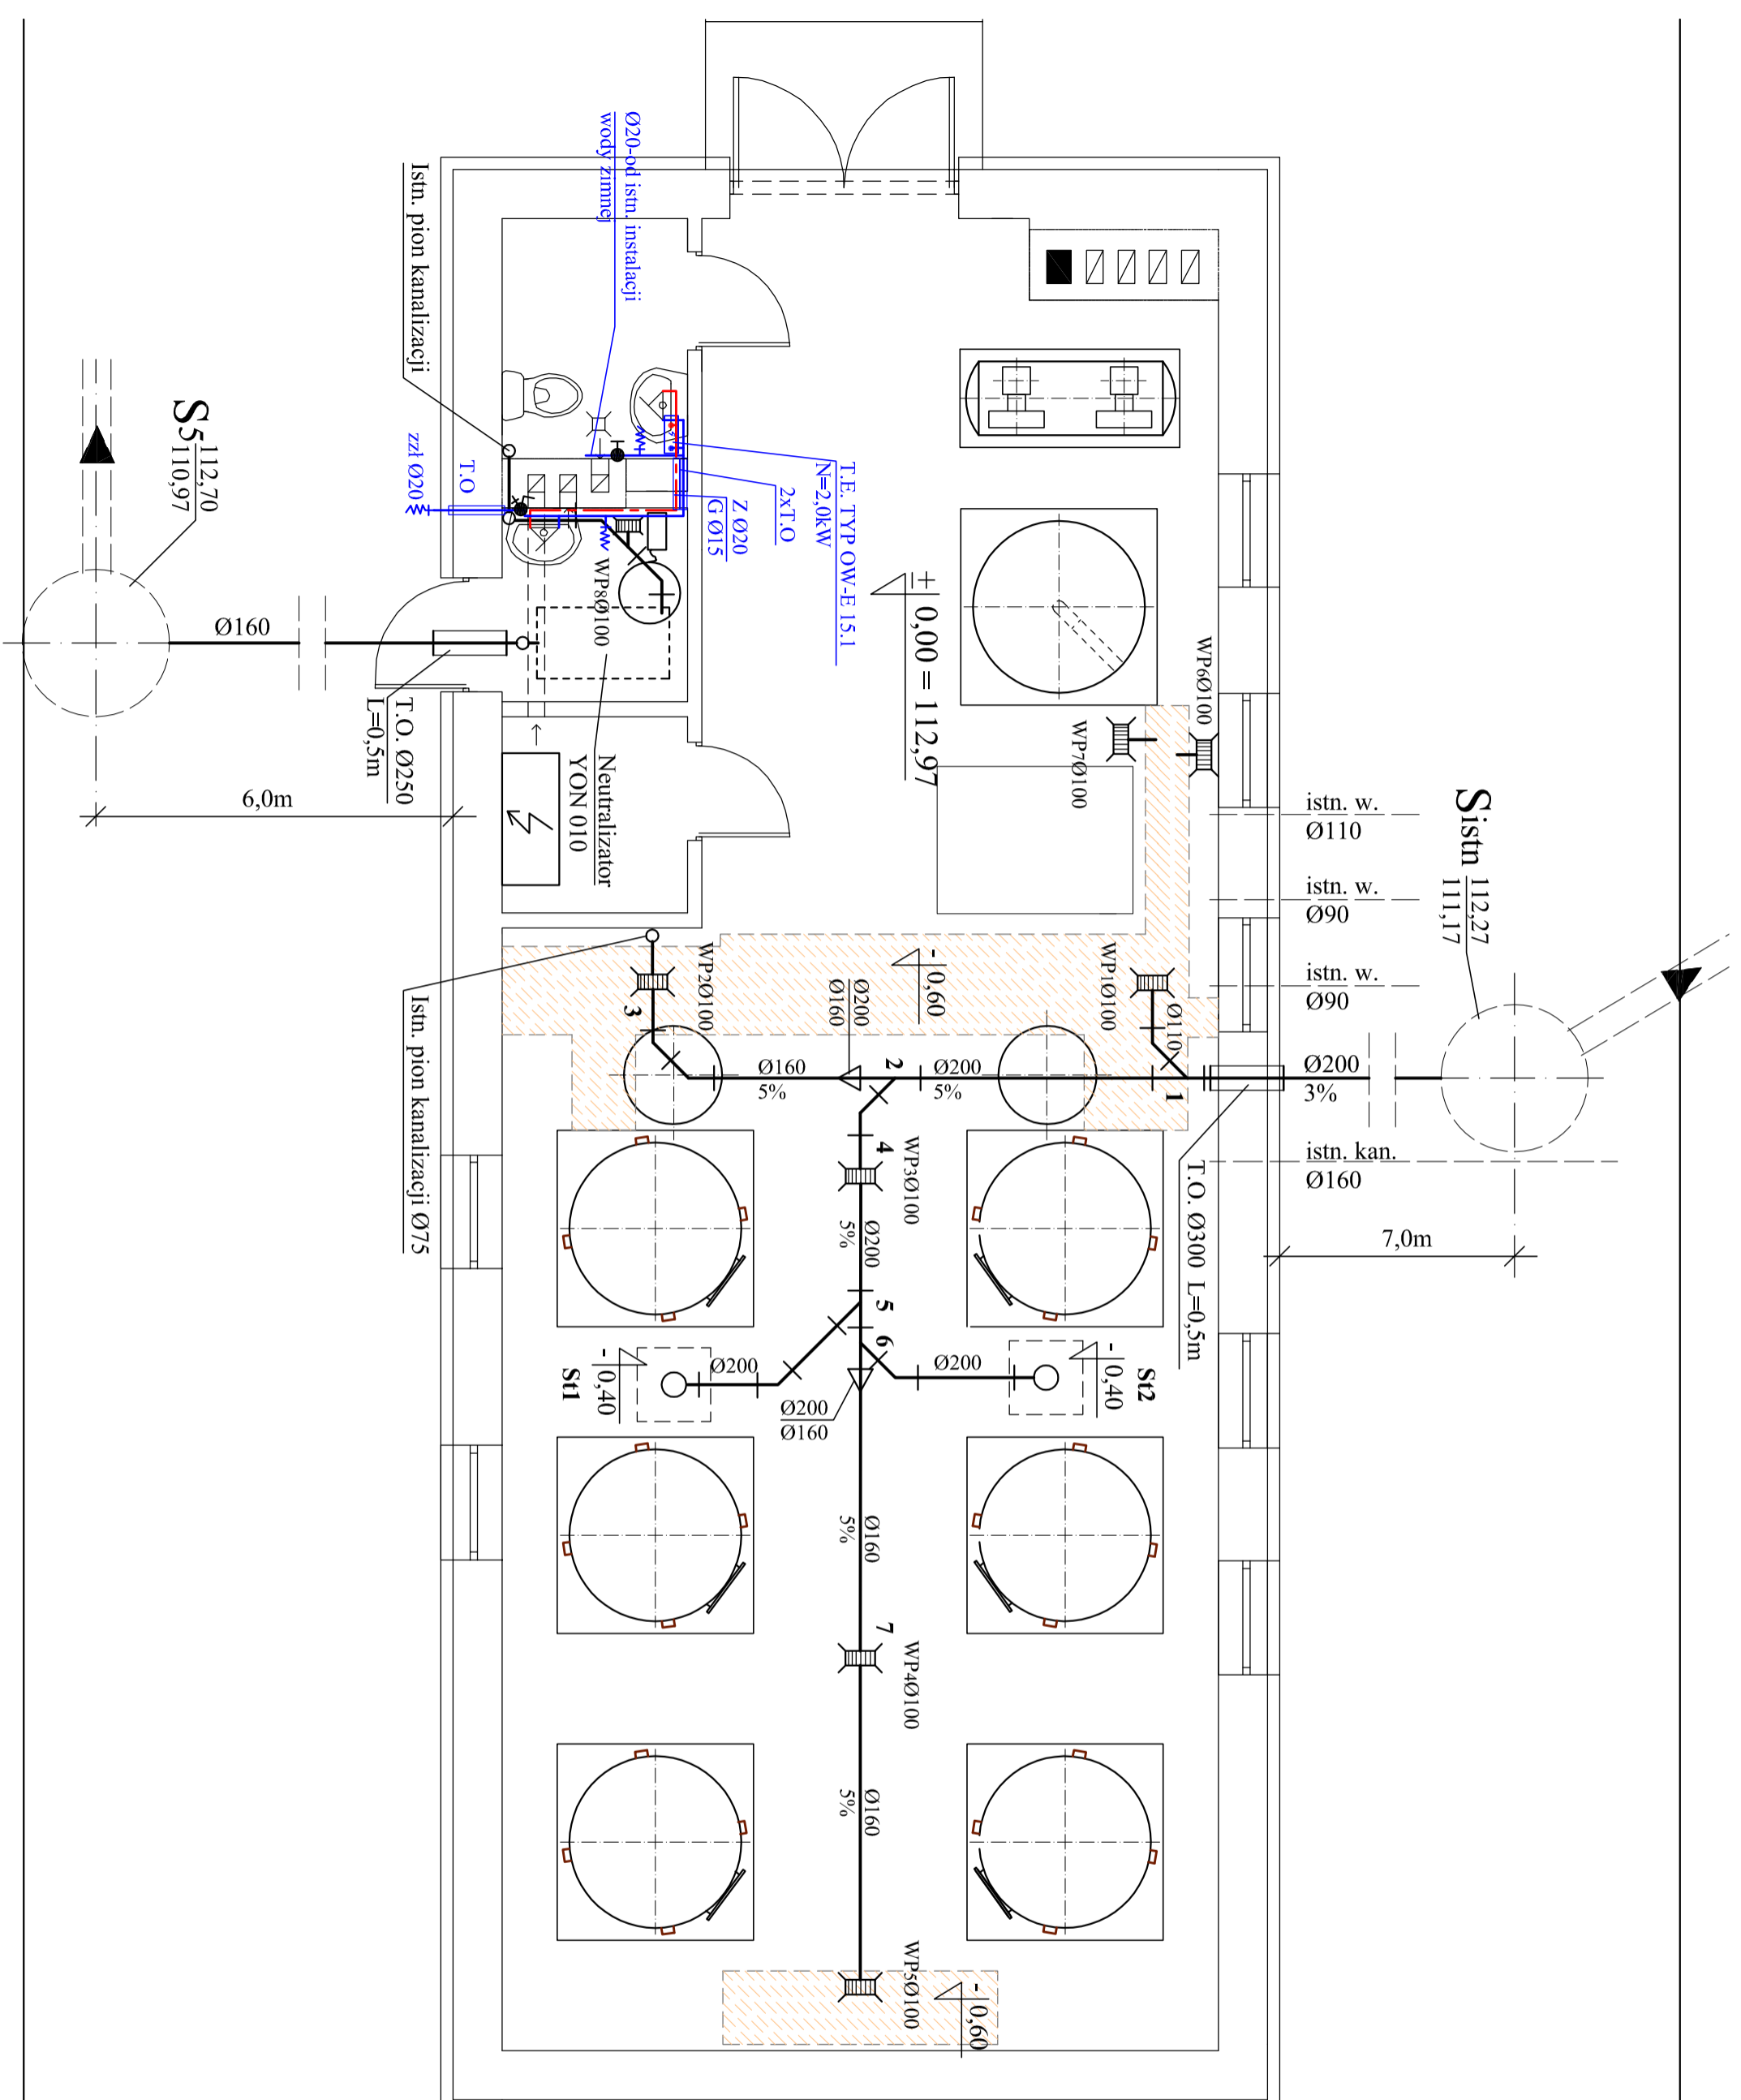 Ø20-od istn. instalacji
wody zimnej
Istn. pion kanalizacji
S5
112,70
110,97
zzł Ø20
T.O
T.E. TYP OW-E 15.1
N=2,0kW
2xT.O
Z Ø20
G Ø15
WP8Ø100
± 0,00 = 112,97
WP6Ø100
WP7Ø100
Ø160
T.O. Ø250
L=0,5m
6,0m
Neutralizator
YON 010
istn. w.
Ø110
istn. w.
Ø90
istn. w.
Ø90
Sistn
112,27
111,17
WP2Ø100
3
- 0,60
WP1Ø100
Ø110
Ø200
Ø160
Ø160
5%
2
Ø200
5%
1
Ø200
3%
istn. kan.
Ø160
T.O. Ø300 L=0,5m
7,0m
Istn. pion kanalizacji Ø75
4
WP3Ø100
Ø200
5%
5
6
St1
- 0,40
Ø200
Ø200
St2
- 0,40
Ø200
Ø160
Ø160
5%
7
WP4Ø100
Ø160
5%
WP5Ø100
- 0,60